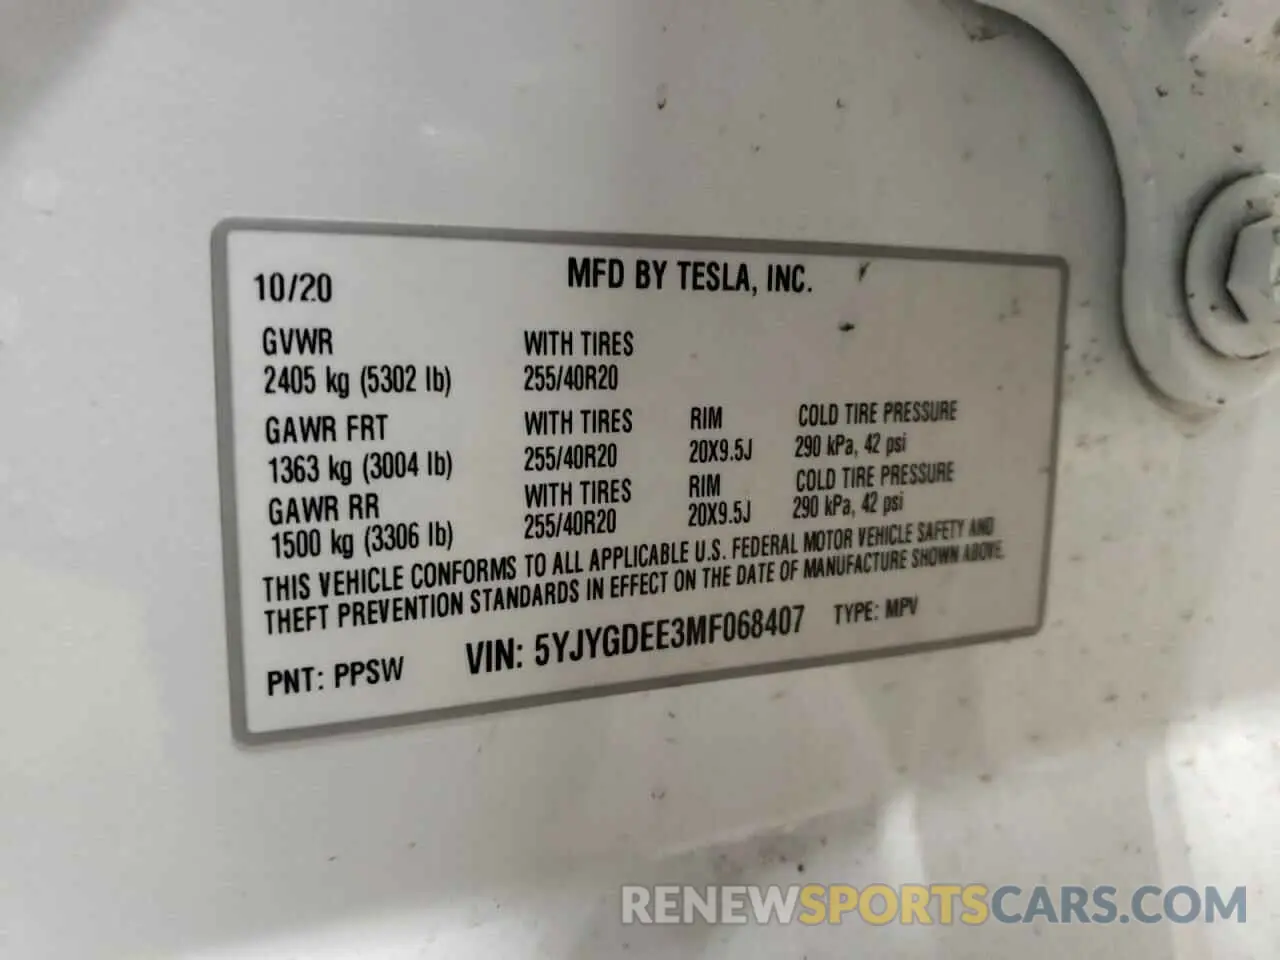 10/20 MFD BY TESLA, INC.
GVWR WITH TIRES
2405 kg (5302 lb) 255/40R20
GAWR FRT WITH TIRES RIM COLD TIRE PRESSURE
1363 kg (3004 lb) 255/40R20 20X9.5J 290 kPa, 42 psi
GAWR RR WITH TIRES RIM COLD TIRE PRESSURE
1500 kg (3306 lb) 255/40R20 20X9.5J 290 kPa, 42 psi
THIS VEHICLE CONFORMS TO ALL APPLICABLE U.S. FEDERAL MOTOR VEHICLE SAFETY AND
THEFT PREVENTION STANDARDS IN EFFECT ON THE DATE OF MANUFACTURE SHOWN ABOVE.
PNT: PPSW VIN: 5YJYGDEE3MF068407 TYPE: MPV
RENEWSPORTSCARS.COM